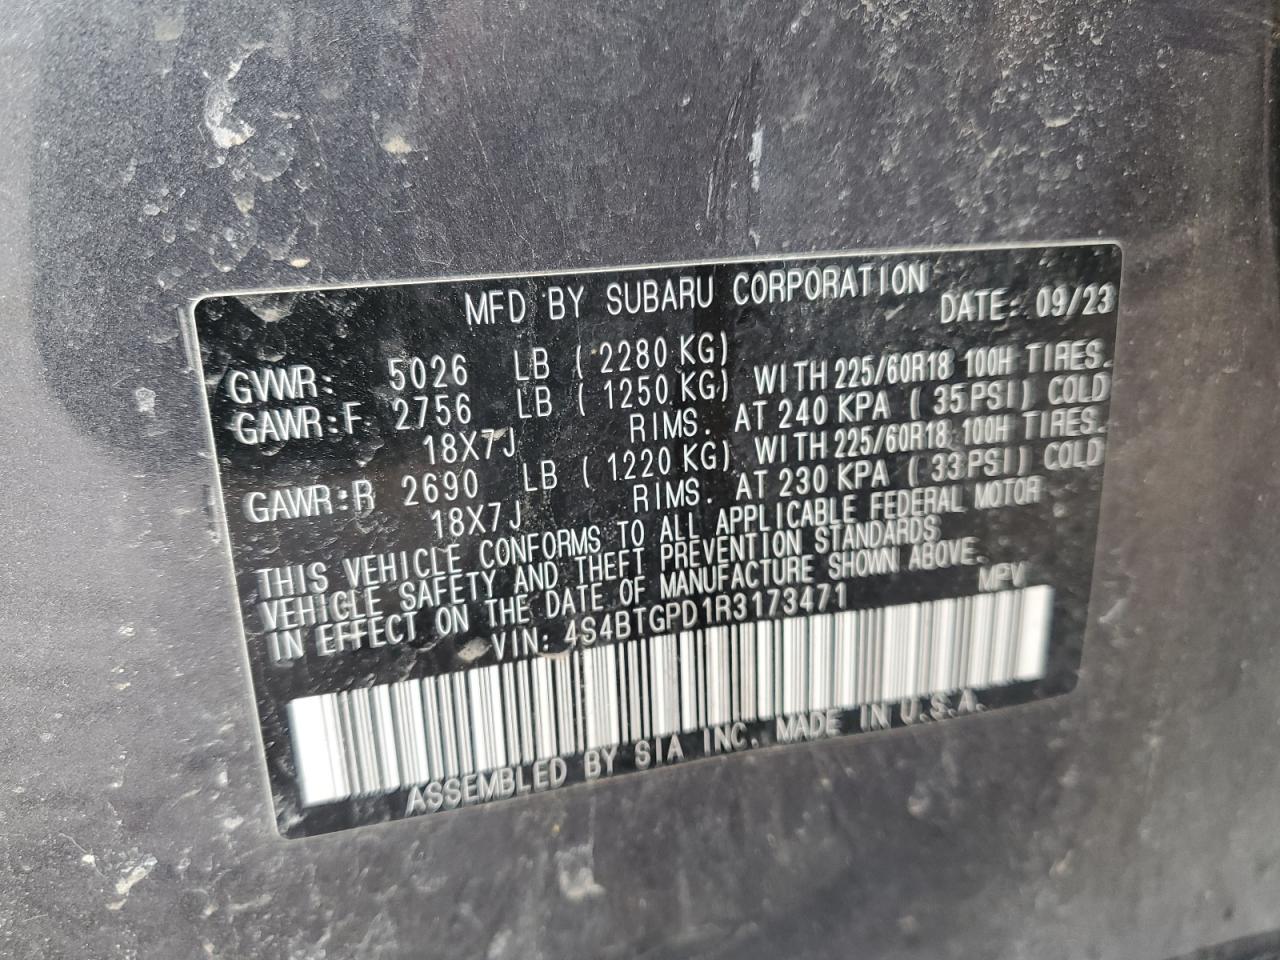 MFD BY SUBARU CORPORATION DATE: 09/23
GVWR: 5026 LB ( 2280 KG)
GAWR:F 2756 LB ( 1250 KG) WITH 225/60R18 100H TIRES.
18X7J RIMS. AT 240 KPA ( 35PSI) COLD
GAWR:R 2690 LB ( 1220 KG) WITH 225/60R18 100H TIRES.
18X7J RIMS. AT 230 KPA ( 33PSI) COLD
THIS VEHICLE CONFORMS TO ALL APPLICABLE FEDERAL MOTOR
VEHICLE SAFETY AND THEFT PREVENTION STANDARDS
IN EFFECT ON THE DATE OF MANUFACTURE SHOWN ABOVE.
VIN: 4S4BTGPD1R3173471 MPV
ASSEMBLED BY SIA INC. MADE IN U.S.A.